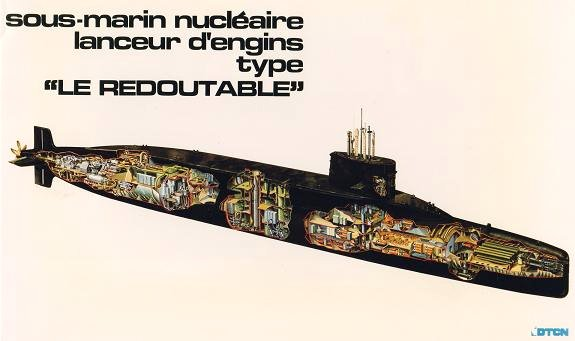 sous-marin nucléaire
lanceur d'engins
type
“LE REDOUTABLE”
DTCN